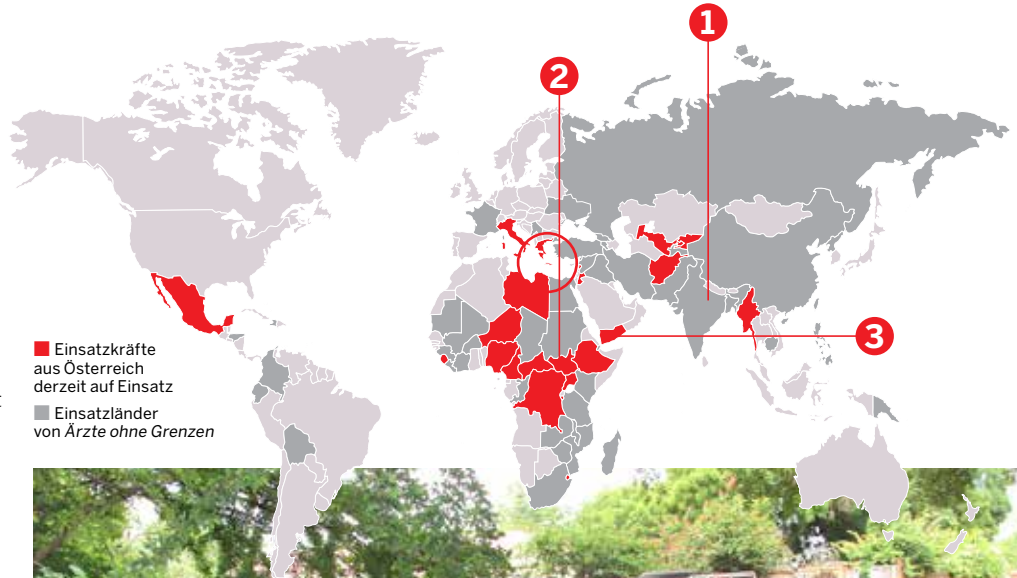 1
2
3
Einsatzkräfte
aus Österreich
derzeit auf Einsatz
Einsatzländer
von Ärzte ohne Grenzen